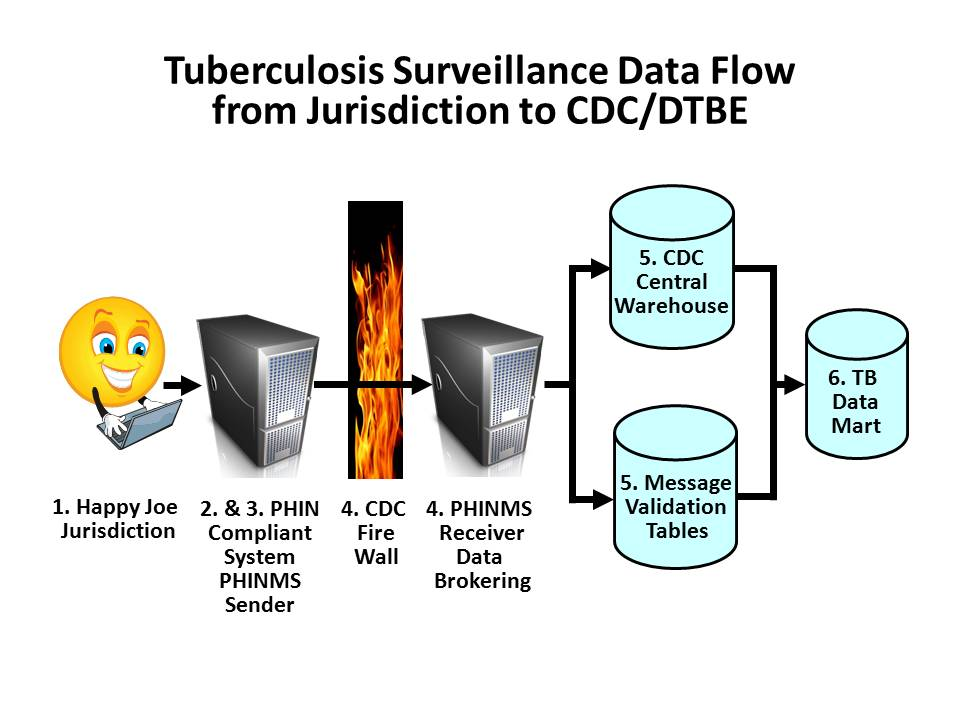 Tuberculosis Surveillance Data Flow
from Jurisdiction to CDC/DTBE
1. Happy Joe
Jurisdiction
2. & 3. PHIN
Compliant
System
PHINMS
Sender
4. CDC
Fire
Wall
4. PHINMS
Receiver
Data
Brokering
5. CDC
Central
Warehouse
5. Message
Validation
Tables
6. TB
Data
Mart